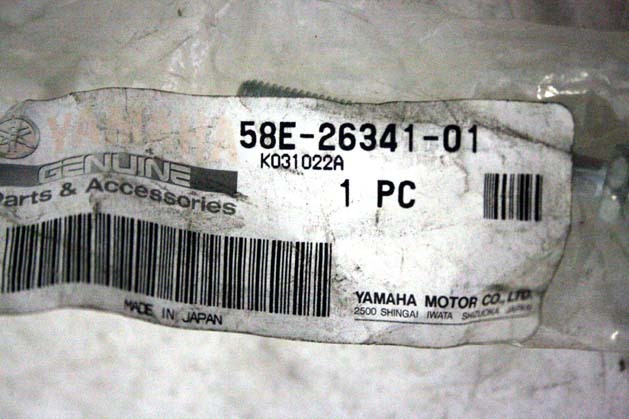 YAMAHA
58E-26341-01
K031022A
GENUINE
Parts & Accessories
1 PC
MADE IN JAPAN
YAMAHA MOTOR CO., LTD.
2500 SHINGAI IWATA SHIZUOKA JAPAN